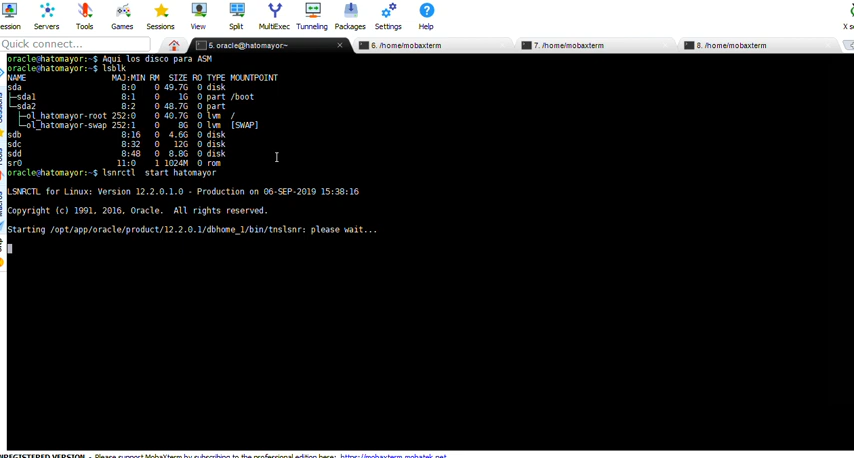 ession Servers Tools Games Sessions View Split MultiExec Tunneling Packages Settings Help X se
Quick connect... 5. oracle@hatomayor:~ 6. /home/mobaxterm 7. /home/mobaxterm 8. /home/mobaxterm
oracle@hatomayor:~$ Aqui los disco para ASM
oracle@hatomayor:~$ lsblk
NAME MAJ:MIN RM SIZE RO TYPE MOUNTPOINT
sda 8:0 0 49.7G 0 disk
├─sda1 8:1 0 1G 0 part /boot
└─sda2 8:2 0 48.7G 0 part
├─ol_hatomayor-root 252:0 0 40.7G 0 lvm /
└─ol_hatomayor-swap 252:1 0 8G 0 lvm [SWAP]
sdb 8:16 0 4.6G 0 disk
sdc 8:32 0 12G 0 disk
sdd 8:48 0 8.8G 0 disk
sr0 11:0 1 1024M 0 rom
oracle@hatomayor:~$ lsnrctl start hatomayor
LSNRCTL for Linux: Version 12.2.0.1.0 - Production on 06-SEP-2019 15:38:16
Copyright (c) 1991, 2016, Oracle. All rights reserved.
Starting /opt/app/oracle/product/12.2.0.1/dbhome_1/bin/tnslsnr: please wait...
NREGISTERED VERSION - Please support MobaXterm by subscribing to the professional edition here: https://mobaxterm.mobatek.net